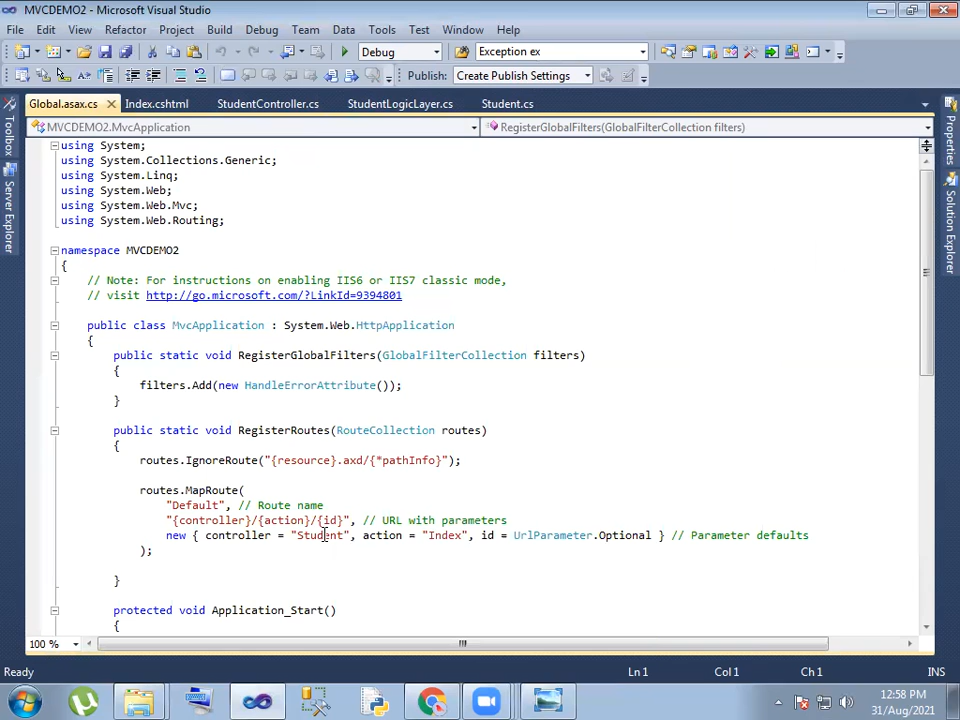 MVCDEMO2 - Microsoft Visual Studio
File Edit View Refactor Project Build Debug Team Data Tools Test Window Help
Debug Exception ex
Publish: Create Publish Settings
Global.asax.cs Index.cshtml StudentController.cs StudentLogicLayer.cs Student.cs
MVCDEMO2.MvcApplication RegisterGlobalFilters(GlobalFilterCollection filters)
Toolbox
Server Explorer
Properties
Solution Explorer
using System;
using System.Collections.Generic;
using System.Linq;
using System.Web;
using System.Web.Mvc;
using System.Web.Routing;
namespace MVCDEMO2
{
// Note: For instructions on enabling IIS6 or IIS7 classic mode,
// visit http://go.microsoft.com/?LinkId=9394801
public class MvcApplication : System.Web.HttpApplication
{
public static void RegisterGlobalFilters(GlobalFilterCollection filters)
{
filters.Add(new HandleErrorAttribute());
}
public static void RegisterRoutes(RouteCollection routes)
{
routes.IgnoreRoute("{resource}.axd/{*pathInfo}");
routes.MapRoute(
"Default", // Route name
"{controller}/{action}/{id}", // URL with parameters
new { controller = "Student", action = "Index", id = UrlParameter.Optional } // Parameter defaults
);
}
protected void Application_Start()
{
100 %
Ready Ln 1 Col 1 Ch 1 INS
12:58 PM
31/Aug/2021